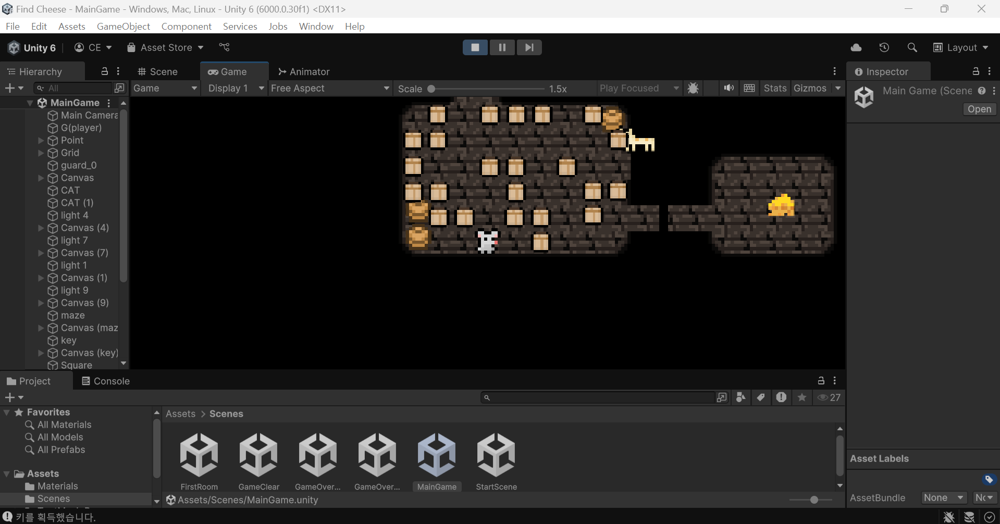 Find Cheese - MainGame - Windows, Mac, Linux - Unity 6 (6000.0.30f1) <DX11>
File Edit Assets GameObject Component Services Jobs Window Help
Unity 6 CE Asset Store Layout
Hierarchy Scene Game Animator Inspector
All Game Display 1 Free Aspect Scale 1.5x Play Focused Stats Gizmos
Main Game (Scene
Open
MainGame
Main Camera
G(player)
Point
Grid
guard_0
Canvas
CAT
CAT (1)
light 4
Canvas (4)
light 7
Canvas (7)
light 1
Canvas (1)
light 9
Canvas (9)
maze
Canvas (maz
key
Canvas (key)
Square
Project Console
27
Favorites
All Materials
All Models
All Prefabs
Assets
Materials
Scenes
Assets > Scenes
FirstRoom GameClear GameOver... GameOver... MainGame StartScene
Assets/Scenes/MainGame.unity
Asset Labels
AssetBundle None
키를 획득했습니다.